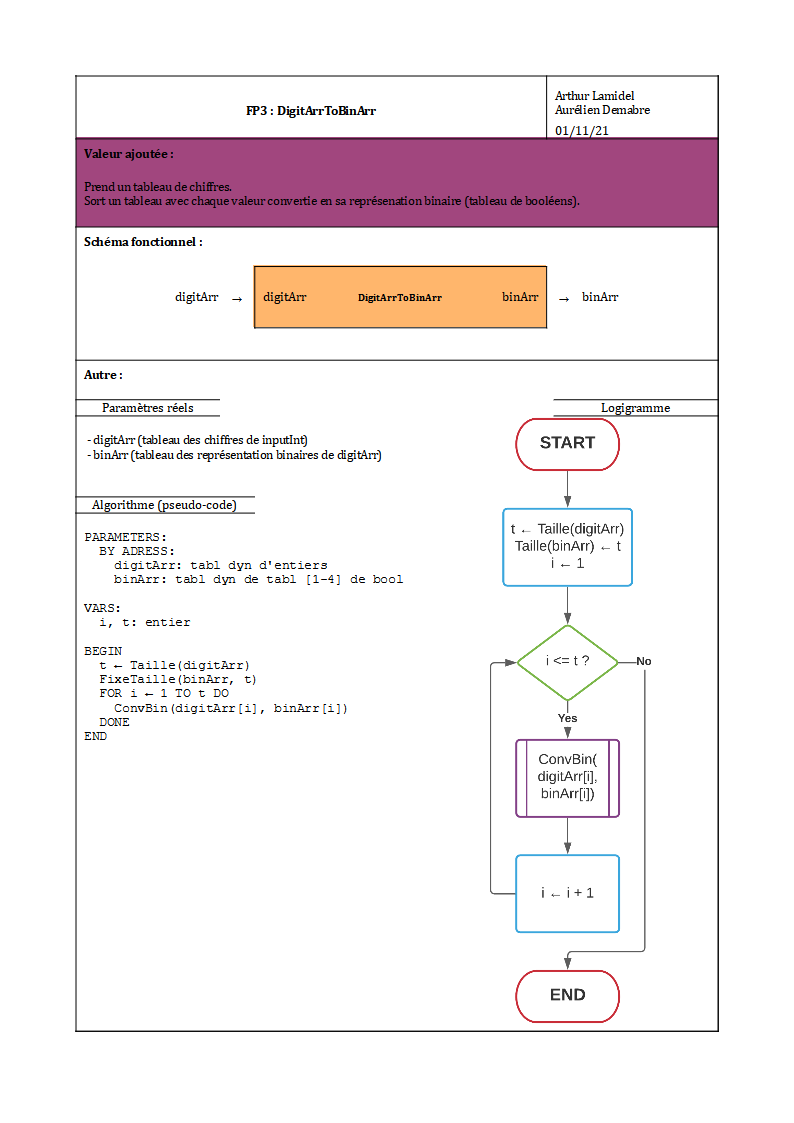 FP3 : DigitArrToBinArr
Arthur Lamidel
Aurélien Demabre
01/11/21
Valeur ajoutée :
Prend un tableau de chiffres.
Sort un tableau avec chaque valeur convertie en sa représenation binaire (tableau de booléens).
Schéma fonctionnel :
digitArr → digitArr DigitArrToBinArr binArr → binArr
Autre :
Paramètres réels
- digitArr (tableau des chiffres de inputInt)
- binArr (tableau des représentation binaires de digitArr)
Algorithme (pseudo-code)
PARAMETERS:
BY ADRESS:
digitArr: tabl dyn d'entiers
binArr: tabl dyn de tabl [1-4] de bool
VARS:
i, t: entier
BEGIN
t ← Taille(digitArr)
FixeTaille(binArr, t)
FOR i ← 1 TO t DO
ConvBin(digitArr[i], binArr[i])
DONE
END
Logigramme
START
t ← Taille(digitArr)
Taille(binArr) ← t
i ← 1
i <= t ?
No
Yes
ConvBin(
digitArr[i],
binArr[i])
i ← i + 1
END